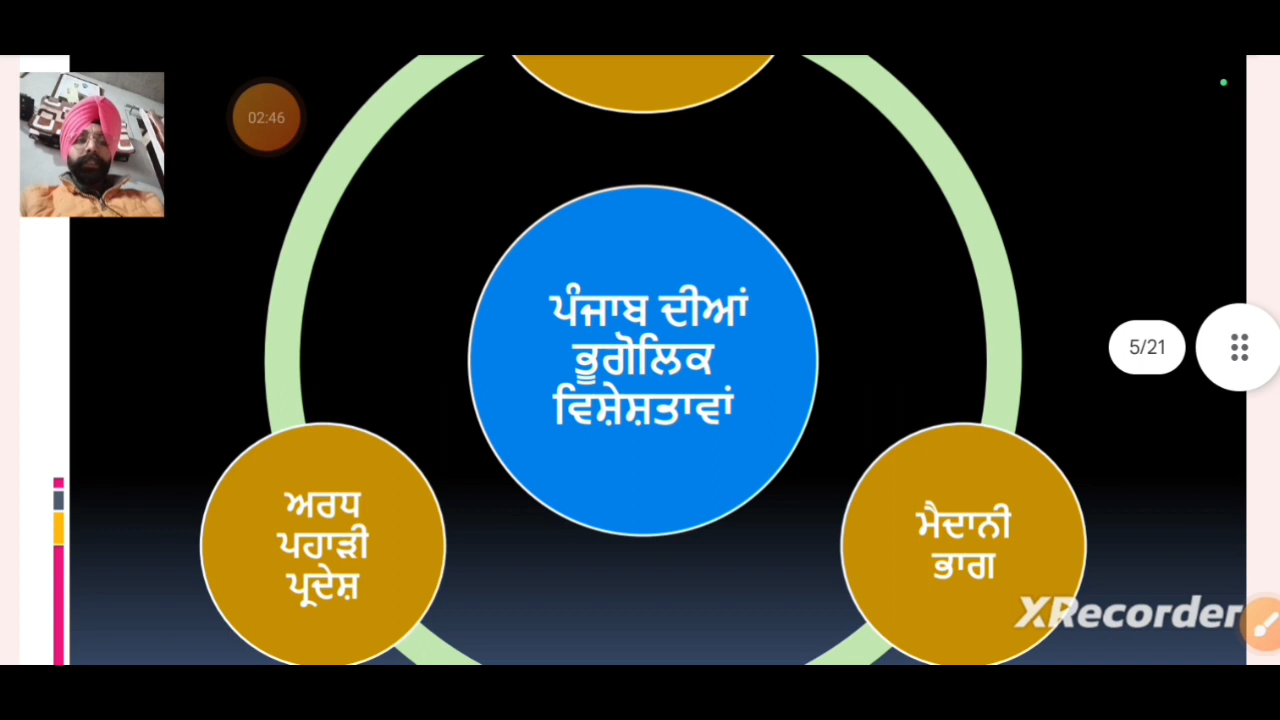 02:46
ਪੰਜਾਬ ਦੀਆਂ
ਭੂਗੋਲਿਕ
ਵਿਸ਼ੇਸ਼ਤਾਵਾਂ
5/21
ਅਰਧ
ਪਹਾੜੀ
ਪ੍ਰਦੇਸ਼
ਮੈਦਾਨੀ
ਭਾਗ
XRecorder